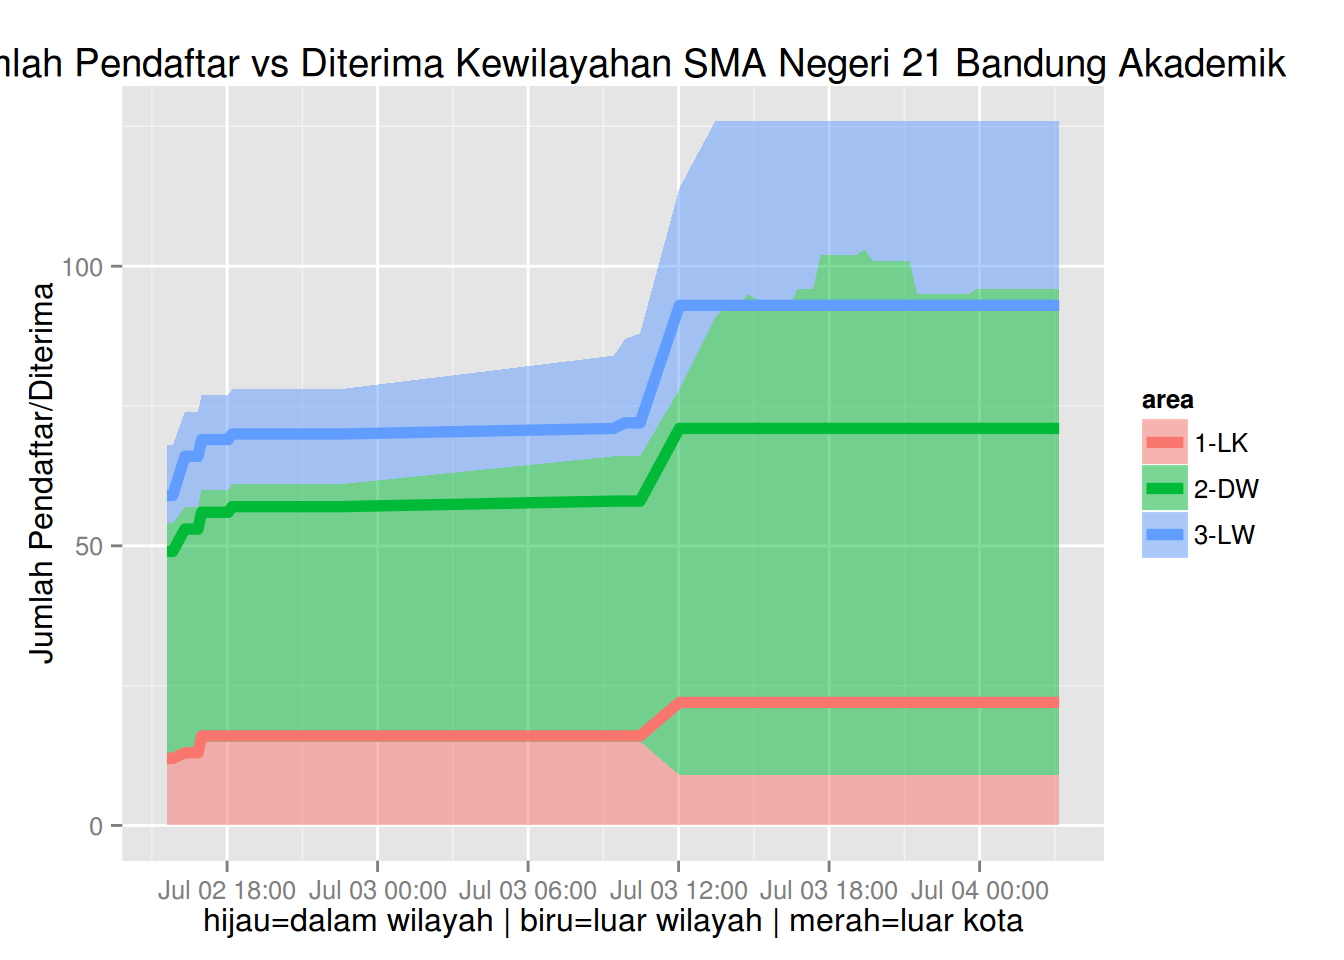 Pendaftar vs Diterima Kewilayahan SMA Negeri 21 Bandung Akademik
Jumlah Pendaftar/Diterima
100
50
0
Jul 02 18:00 Jul 03 00:00 Jul 03 06:00 Jul 03 12:00 Jul 03 18:00 Jul 04 00:00
hijau=dalam wilayah | biru=luar wilayah | merah=luar kota
area
1-LK
2-DW
3-LW